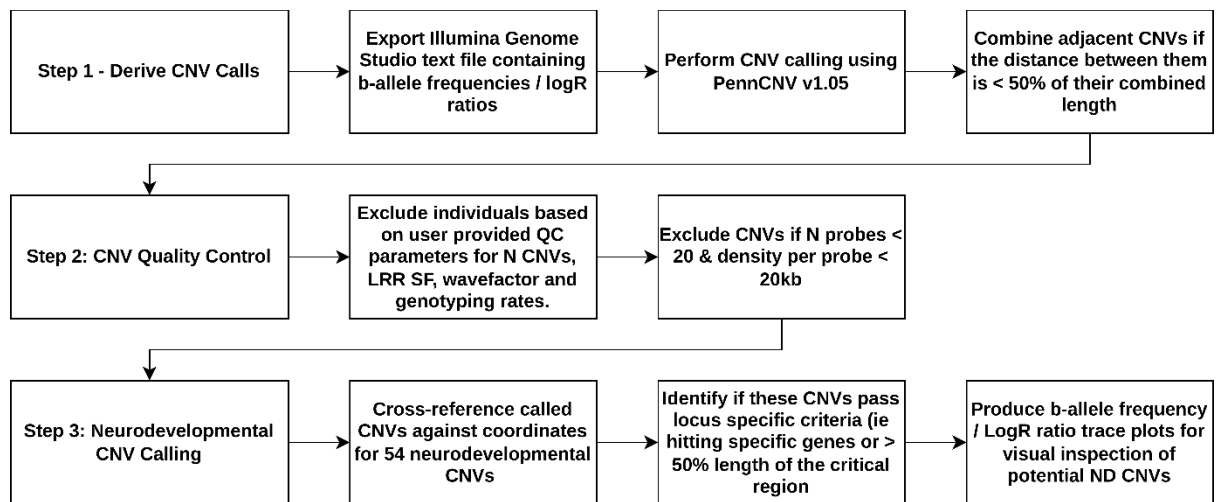 Step 1 - Derive CNV Calls
Export Illumina Genome
Studio text file containing
b-allele frequencies / logR
ratios
Perform CNV calling using
PennCNV v1.05
Combine adjacent CNVs if
the distance between them
is < 50% of their combined
length
Step 2: CNV Quality Control
Exclude individuals based
on user provided QC
parameters for N CNVs,
LRR SF, wavefactor and
genotyping rates.
Exclude CNVs if N probes <
20 & density per probe <
20kb
Step 3: Neurodevelopmental
CNV Calling
Cross-reference called
CNVs against coordinates
for 54 neurodevelopmental
CNVs
Identify if these CNVs pass
locus specific criteria (ie
hitting specific genes or >
50% length of the critical
region
Produce b-allele frequency
/ LogR ratio trace plots for
visual inspection of
potential ND CNVs